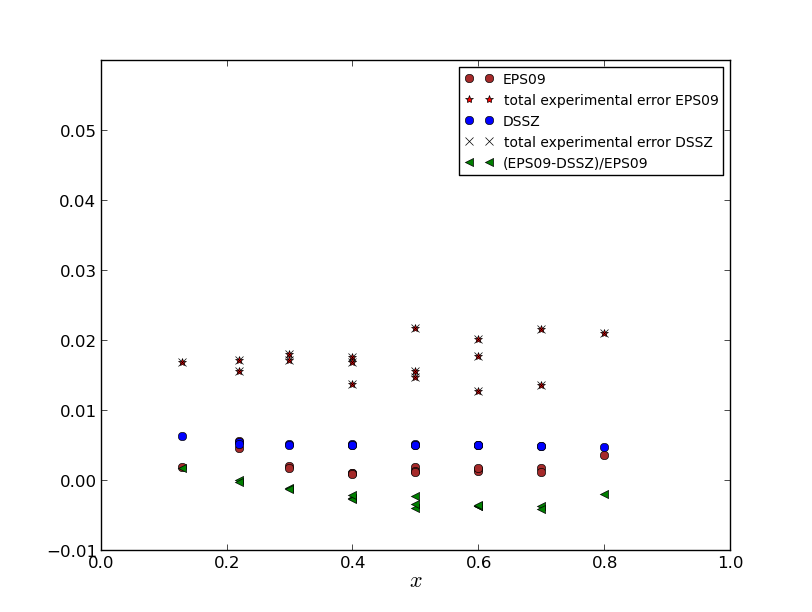 EPS09
total experimental error EPS09
DSSZ
total experimental error DSSZ
(EPS09-DSSZ)/EPS09
0.05
0.04
0.03
0.02
0.01
0.00
−0.01
0.0 0.2 0.4 0.6 0.8 1.0
x